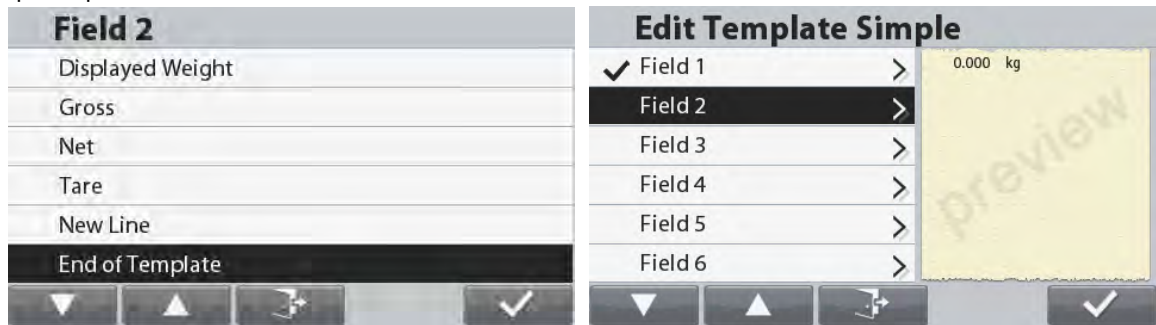 Field 2
Displayed Weight
Gross
Net
Tare
New Line
End of Template
Edit Template Simple
Field 1
Field 2
Field 3
Field 4
Field 5
Field 6
0.000 kg
preview